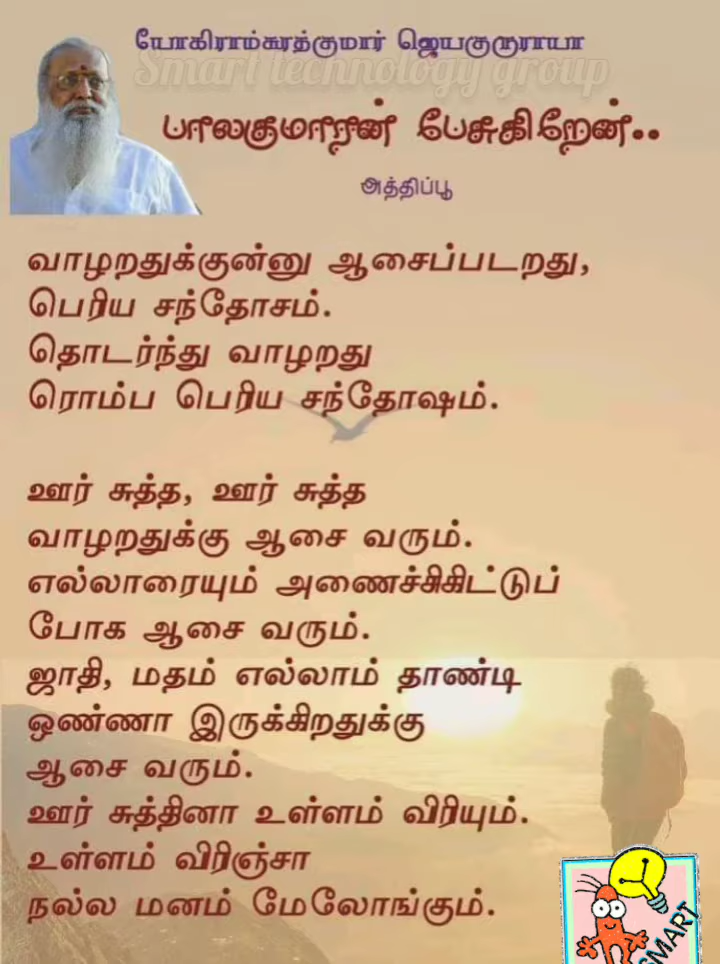 யோகிராம்சுரத்குமார் ஜெயகுருராயா
Smart technology group
பாலகுமாரன் பேசுகிறேன்..
அத்திப்பூ
வாழறதுக்குன்னு ஆசைப்படறது,
பெரிய சந்தோசம்.
தொடர்ந்து வாழறது
ரொம்ப பெரிய சந்தோஷம்.
ஊர் சுத்த, ஊர் சுத்த
வாழறதுக்கு ஆசை வரும்.
எல்லாரையும் அணைச்சிகிட்டுப்
போக ஆசை வரும்.
ஜாதி, மதம் எல்லாம் தாண்டி
ஒண்ணா இருக்கிறதுக்கு
ஆசை வரும்.
ஊர் சுத்தினா உள்ளம் விரியும்.
உள்ளம் விரிஞ்சா
நல்ல மனம் மேலோங்கும்.
SMART